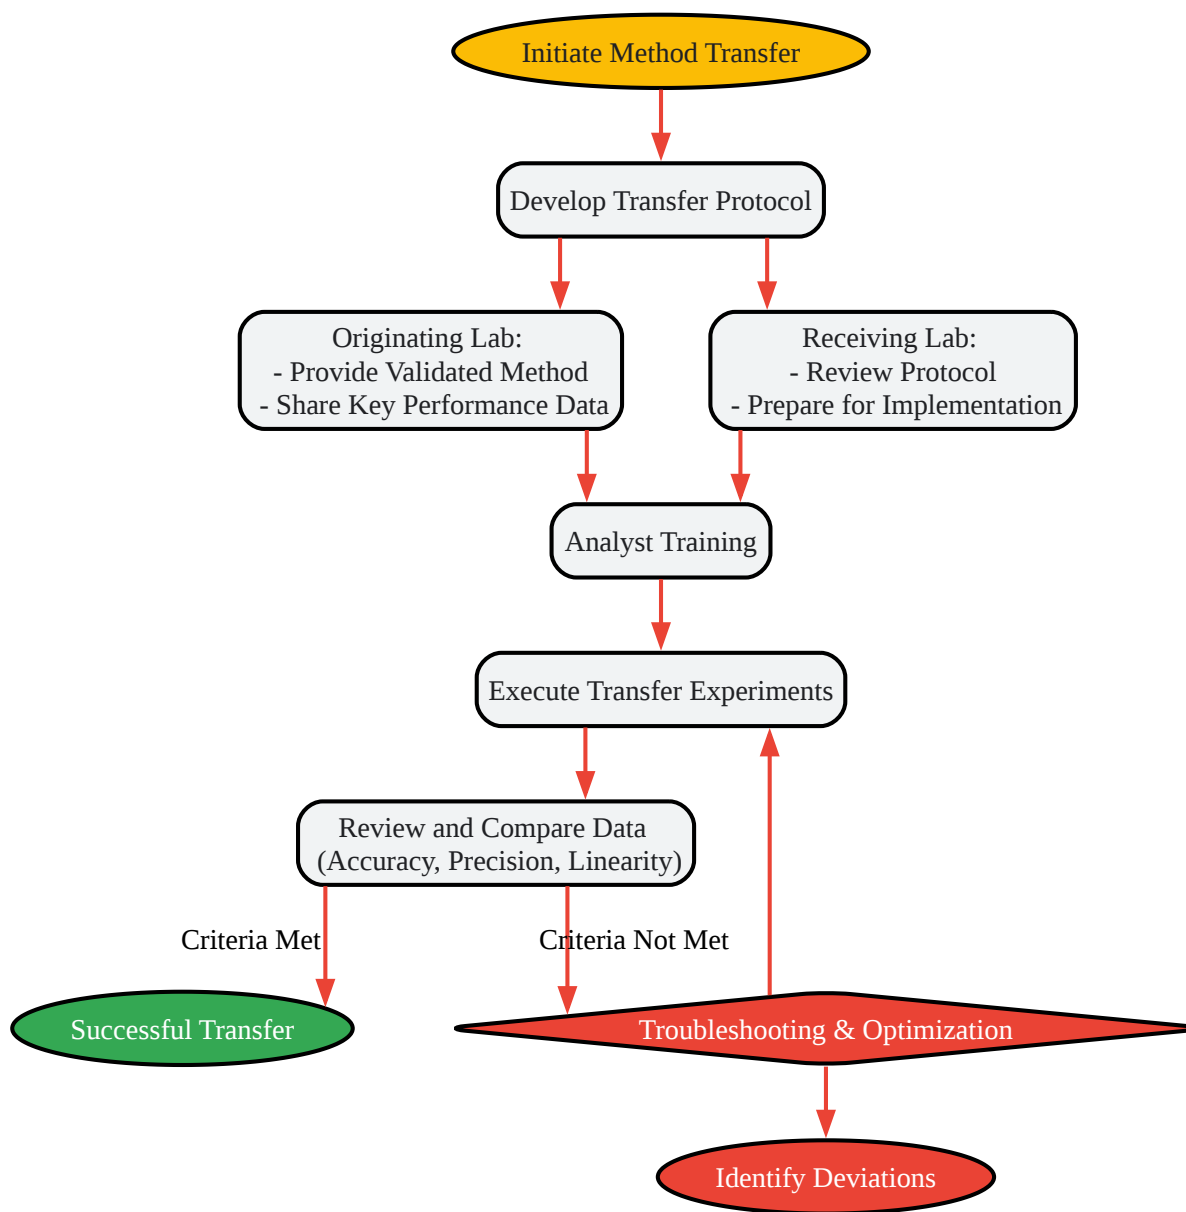 Initiate Method Transfer
Develop Transfer Protocol
Originating Lab:
- Provide Validated Method
- Share Key Performance Data
Receiving Lab:
- Review Protocol
- Prepare for Implementation
Analyst Training
Execute Transfer Experiments
Review and Compare Data
(Accuracy, Precision, Linearity)
Criteria Met
Criteria Not Met
Successful Transfer
Troubleshooting & Optimization
Identify Deviations